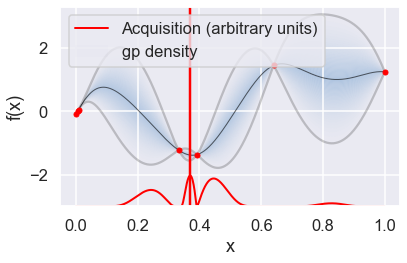 Acquisition (arbitrary units)
gp density
f(x)
2
0
−2
0.0 0.2 0.4 0.6 0.8 1.0
x